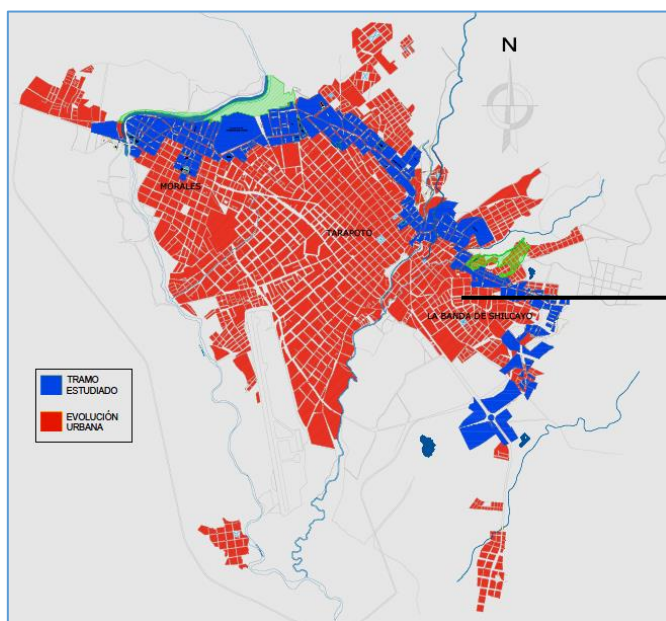 N
MORALES
TARAPOTO
LA BANDA DE SHILCAYO
TRAMO
ESTUDIADO
EVOLUCIÓN
URBANA